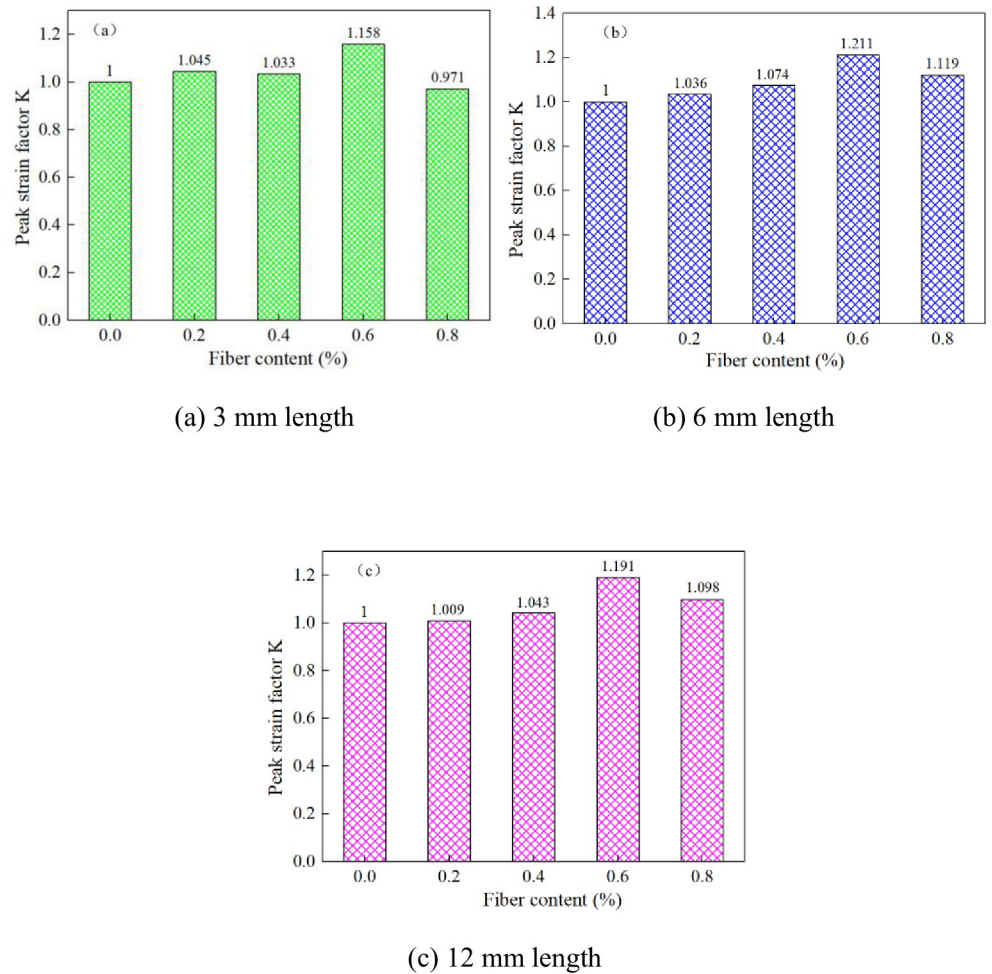 （a）
1.2
1.0
0.8
0.6
0.4
0.2
0.0
Peak strain factor K
1
1.045
1.033
1.158
0.971
0.0 0.2 0.4 0.6 0.8
Fiber content (%)
(a) 3 mm length
（b）
1.4
1.2
1.0
0.8
0.6
0.4
0.2
0.0
Peak strain factor K
1
1.036
1.074
1.211
1.119
0.0 0.2 0.4 0.6 0.8
Fiber content (%)
(b) 6 mm length
（c）
1.2
1.0
0.8
0.6
0.4
0.2
0.0
Peak strain factor K
1
1.009
1.043
1.191
1.098
0.0 0.2 0.4 0.6 0.8
Fiber content (%)
(c) 12 mm length